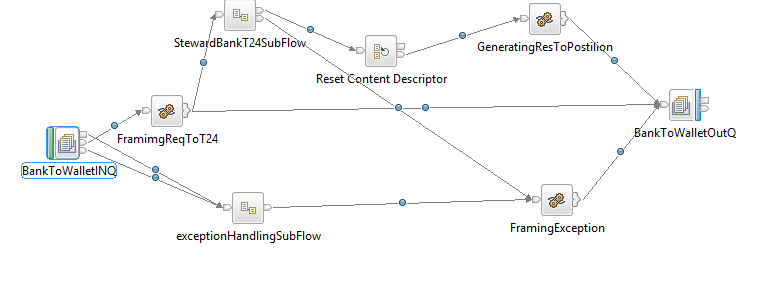 StewardBankT24SubFlow
GeneratingResToPostilion
Reset Content Descriptor
BankToWalletOutQ
FramimgReqToT24
BankToWalletINQ
exceptionHandlingSubFlow
FramingException